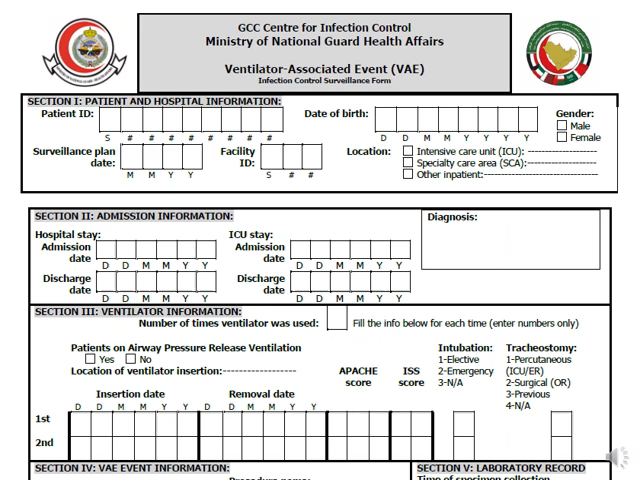 GCC Centre for Infection Control
Ministry of National Guard Health Affairs
Ventilator-Associated Event (VAE)
Infection Control Surveillance Form
SECTION I: PATIENT AND HOSPITAL INFORMATION:
Patient ID: Date of birth: Gender:
Male
Female
S # # # # # # # # D D M M Y Y Y Y
Surveillance plan date: Facility ID: Location: Intensive care unit (ICU):
Specialty care area (SCA):
Other inpatient:
M M Y Y S # #
SECTION II: ADMISSION INFORMATION: Diagnosis:
Hospital stay: ICU stay:
Admission date Admission date
D D M M Y Y D D M M Y Y
Discharge date Discharge date
D D M M Y Y D D M M Y Y
SECTION III: VENTILATOR INFORMATION:
Number of times ventilator was used: Fill the info below for each time (enter numbers only)
Patients on Airway Pressure Release Ventilation
Yes No
Location of ventilator insertion:
APACHE score ISS score
Intubation:
1-Elective
2-Emergency
3-N/A
Tracheostomy:
1-Percutaneous
(ICU/ER)
2-Surgical (OR)
3-Previous
4-N/A
Insertion date Removal date
D D M M Y Y D D M M Y Y
1st
2nd
SECTION IV: VAE EVENT INFORMATION: SECTION V: LABORATORY RECORD